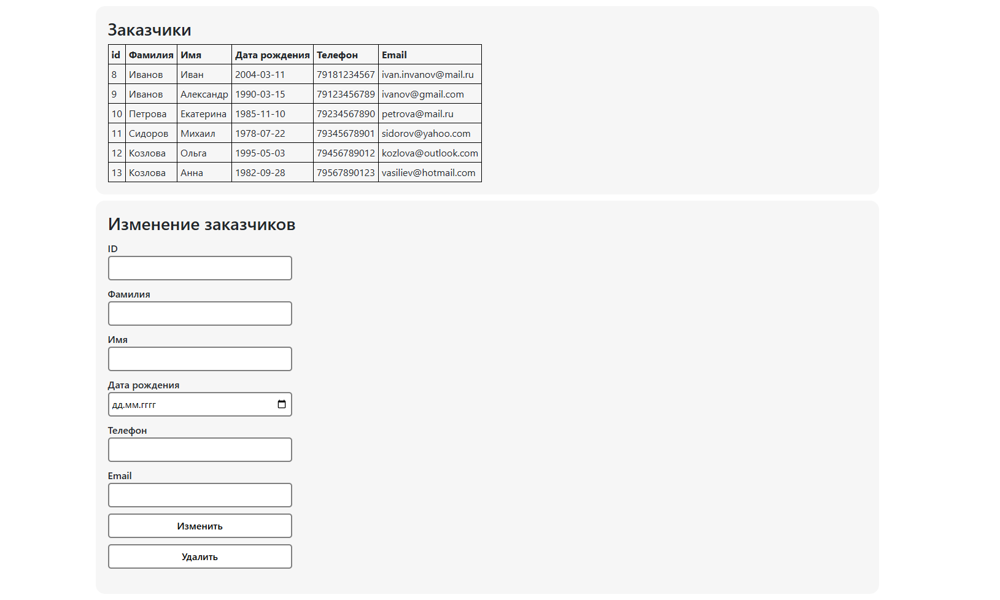 Заказчики
id Фамилия Имя Дата рождения Телефон Email
8 Иванов Иван 2004-03-11 79181234567 ivan.invanov@mail.ru
9 Иванов Александр 1990-03-15 79123456789 ivanov@gmail.com
10 Петрова Екатерина 1985-11-10 79234567890 petrova@mail.ru
11 Сидоров Михаил 1978-07-22 79345678901 sidorov@yahoo.com
12 Козлова Ольга 1995-05-03 79456789012 kozlova@outlook.com
13 Козлова Анна 1982-09-28 79567890123 vasiliev@hotmail.com
Изменение заказчиков
ID
Фамилия
Имя
Дата рождения
дд.мм.гггг
Телефон
Email
Изменить
Удалить